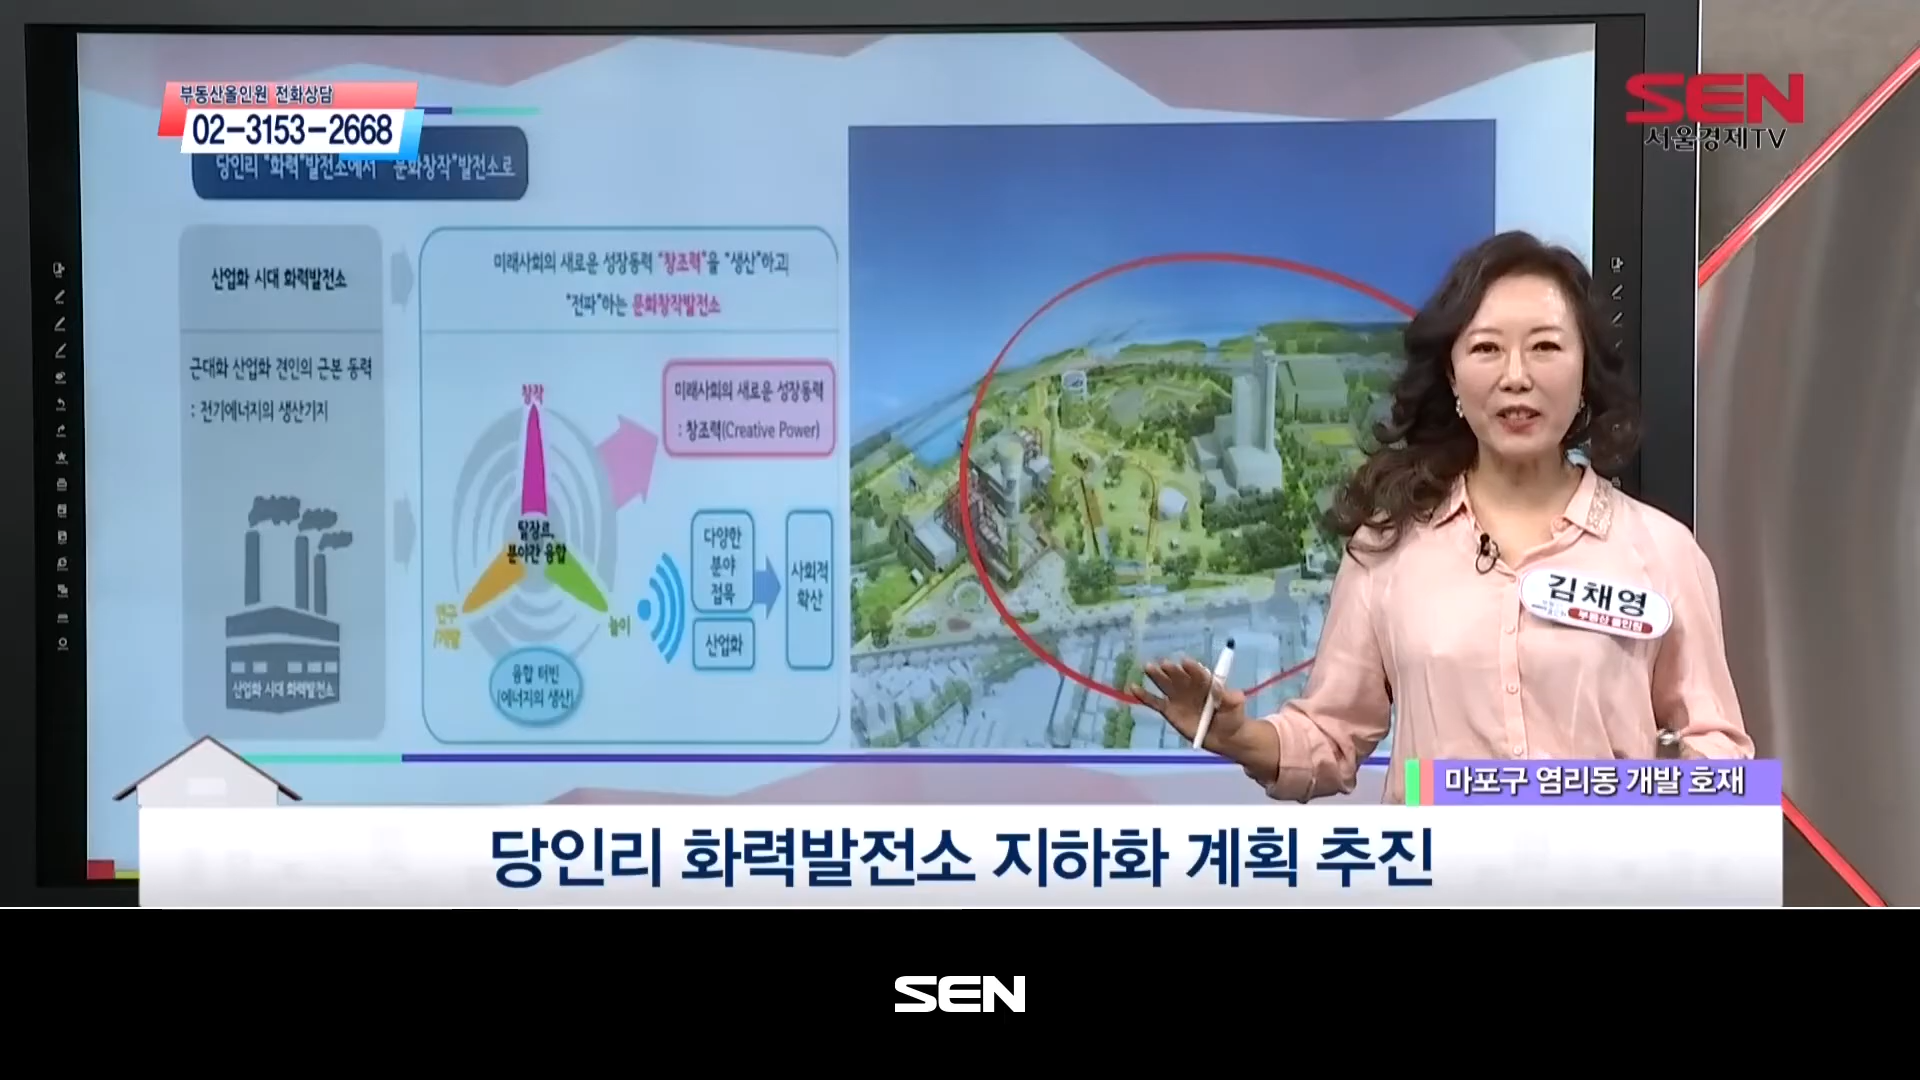 부동산올인원 전화상담
02-3153-2668
SEN
서울경제TV
당인리 "화력"발전소에서 "문화창작"발전소로
산업화 시대 화력발전소
근대화 산업화 견인의 근본 동력
: 전기에너지의 생산기지
산업화 시대 화력발전소
미래사회의 새로운 성장동력 "창조력"을 "생산"하고
"전파"하는 문화창작발전소
창작
탈장르,
분야간 융합
연구
/개발
놀이
융합 터빈
(에너지의 생산)
미래사회의 새로운 성장동력
: 창조력(Creative Power)
다양한
분야
접목
산업화
사회적
확산
김채영
마포구 염리동 개발 호재
당인리 화력발전소 지하화 계획 추진
SEN